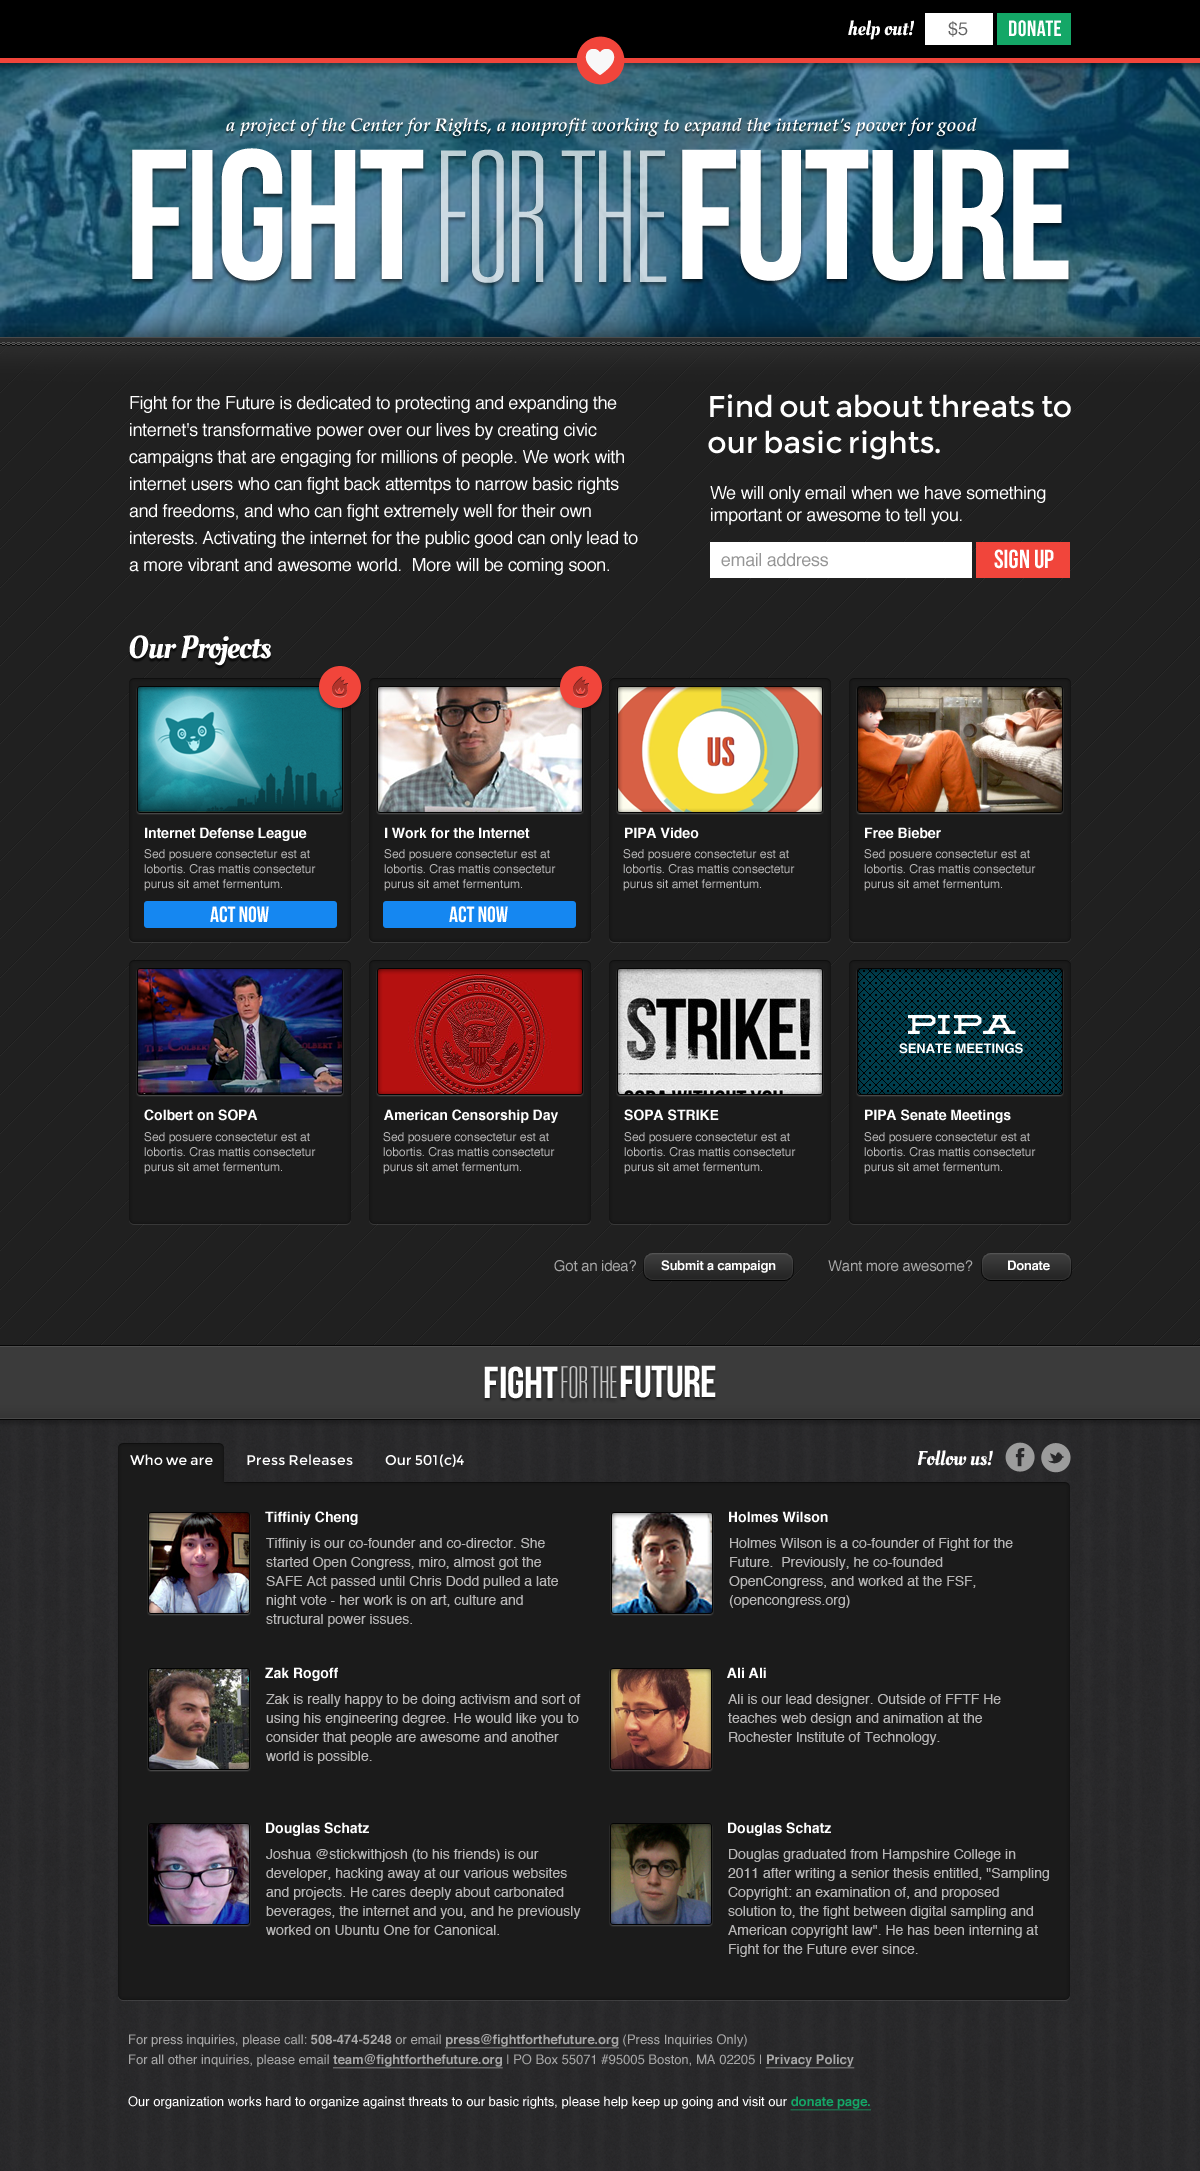 help out! $5 DONATE
a project of the Center for Rights, a nonprofit working to expand the internet's power for good
FIGHT FOR THE FUTURE
Fight for the Future is dedicated to protecting and expanding the
internet's transformative power over our lives by creating civic
campaigns that are engaging for millions of people. We work with
internet users who can fight back attemtps to narrow basic rights
and freedoms, and who can fight extremely well for their own
interests. Activating the internet for the public good can only lead to
a more vibrant and awesome world.  More will be coming soon.
Find out about threats to
our basic rights.
We will only email when we have something
important or awesome to tell you.
email address SIGN UP
Our Projects
Internet Defense League
Sed posuere consectetur est at
lobortis. Cras mattis consectetur
purus sit amet fermentum.
ACT NOW
I Work for the Internet
Sed posuere consectetur est at
lobortis. Cras mattis consectetur
purus sit amet fermentum.
ACT NOW
US
PIPA Video
Sed posuere consectetur est at
lobortis. Cras mattis consectetur
purus sit amet fermentum.
Free Bieber
Sed posuere consectetur est at
lobortis. Cras mattis consectetur
purus sit amet fermentum.
Colbert on SOPA
Sed posuere consectetur est at
lobortis. Cras mattis consectetur
purus sit amet fermentum.
AMERICAN CENSORSHIP DAY
American Censorship Day
Sed posuere consectetur est at
lobortis. Cras mattis consectetur
purus sit amet fermentum.
STRIKE!
SOPA WITHOUT YOU
SOPA STRIKE
Sed posuere consectetur est at
lobortis. Cras mattis consectetur
purus sit amet fermentum.
PIPA
SENATE MEETINGS
PIPA Senate Meetings
Sed posuere consectetur est at
lobortis. Cras mattis consectetur
purus sit amet fermentum.
Got an idea? Submit a campaign Want more awesome? Donate
FIGHT FOR THE FUTURE
Who we are Press Releases Our 501(c)4 Follow us!
Tiffiniy Cheng
Tiffiniy is our co-founder and co-director. She
started Open Congress, miro, almost got the
SAFE Act passed until Chris Dodd pulled a late
night vote - her work is on art, culture and
structural power issues.
Holmes Wilson
Holmes Wilson is a co-founder of Fight for the
Future.  Previously, he co-founded
OpenCongress, and worked at the FSF,
(opencongress.org)
Zak Rogoff
Zak is really happy to be doing activism and sort of
using his engineering degree. He would like you to
consider that people are awesome and another
world is possible.
Ali Ali
Ali is our lead designer. Outside of FFTF He
teaches web design and animation at the
Rochester Institute of Technology.
Douglas Schatz
Joshua @stickwithjosh (to his friends) is our
developer, hacking away at our various websites
and projects. He cares deeply about carbonated
beverages, the internet and you, and he previously
worked on Ubuntu One for Canonical.
Douglas Schatz
Douglas graduated from Hampshire College in
2011 after writing a senior thesis entitled, "Sampling
Copyright: an examination of, and proposed
solution to, the fight between digital sampling and
American copyright law". He has been interning at
Fight for the Future ever since.
For press inquiries, please call: 508-474-5248 or email press@fightforthefuture.org (Press Inquiries Only)
For all other inquiries, please email team@fightforthefuture.org | PO Box 55071 #95005 Boston, MA 02205 | Privacy Policy
Our organization works hard to organize against threats to our basic rights, please help keep up going and visit our donate page.